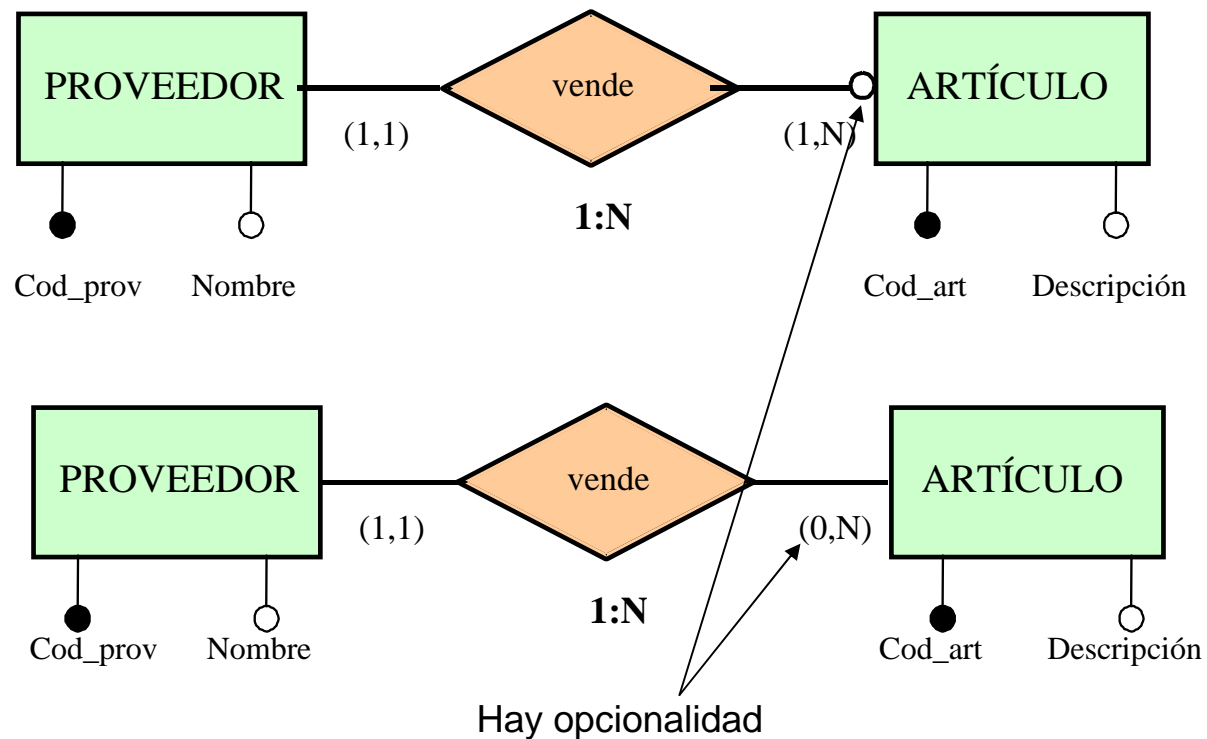 PROVEEDOR vende ARTÍCULO
(1,1) (1,N)
1:N
Cod_prov Nombre Cod_art Descripción
PROVEEDOR vende ARTÍCULO
(1,1) (0,N)
1:N
Cod_prov Nombre Cod_art Descripción
Hay opcionalidad